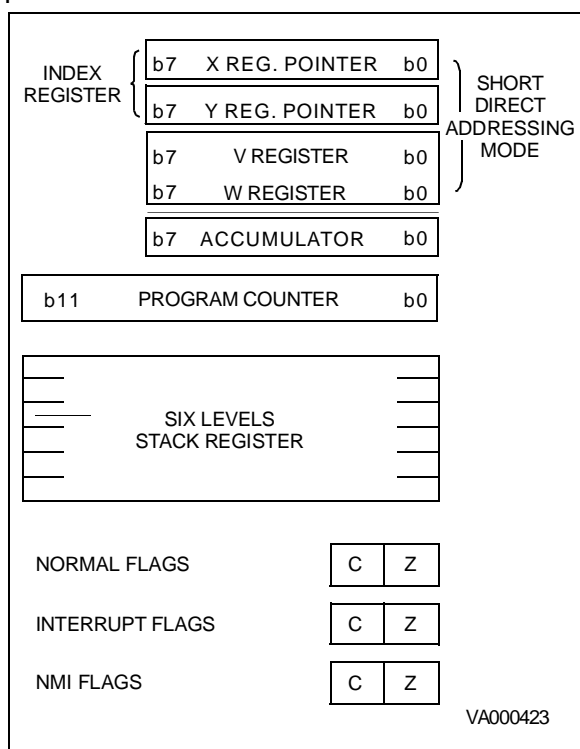 INDEX
REGISTER
b7 X REG. POINTER b0
b7 Y REG. POINTER b0
b7 V REGISTER b0
b7 W REGISTER b0
SHORT
DIRECT
ADDRESSING
MODE
b7 ACCUMULATOR b0
b11 PROGRAM COUNTER b0
SIX LEVELS
STACK REGISTER
NORMAL FLAGS C Z
INTERRUPT FLAGS C Z
NMI FLAGS C Z
VA000423